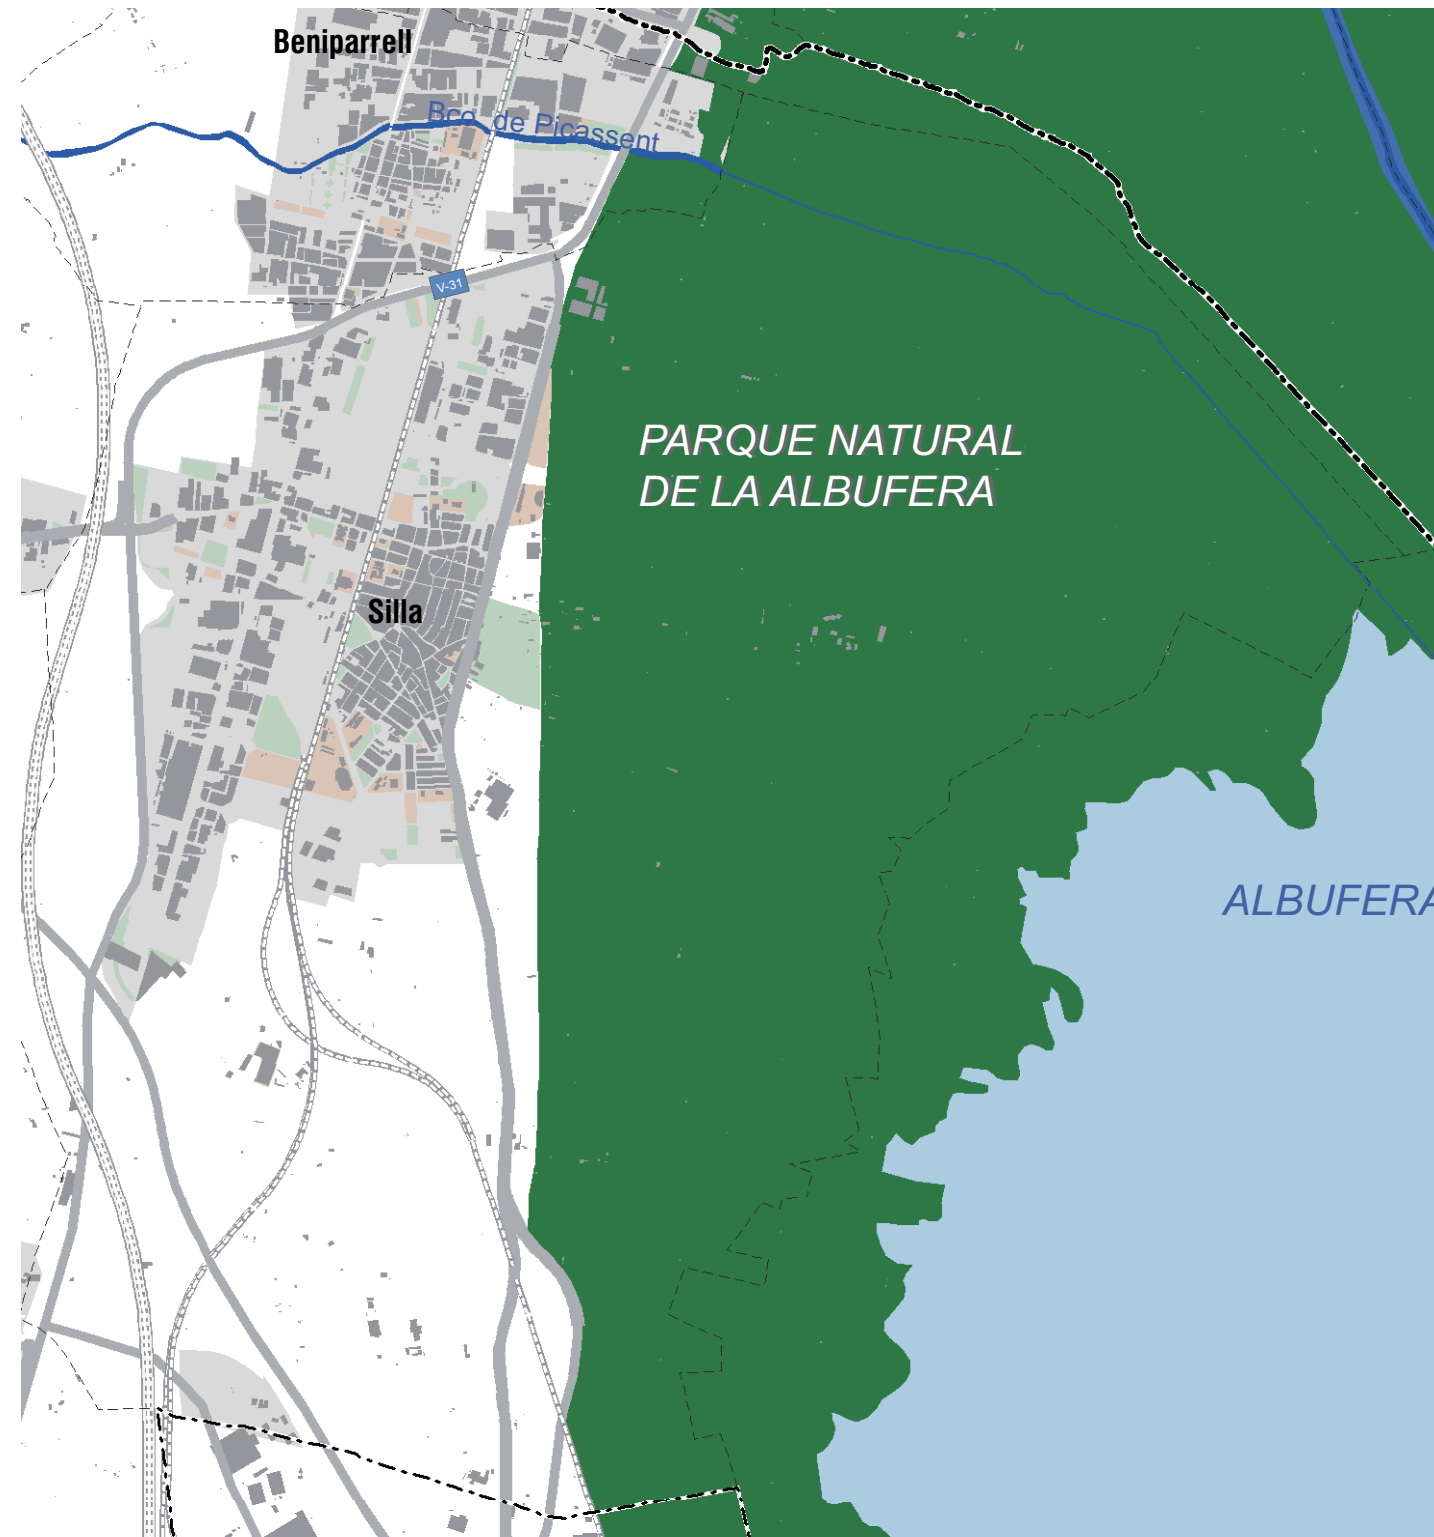 Beniparrell
Bco. de Picassent
V-31
PARQUE NATURAL
DE LA ALBUFERA
Silla
ALBUFERA